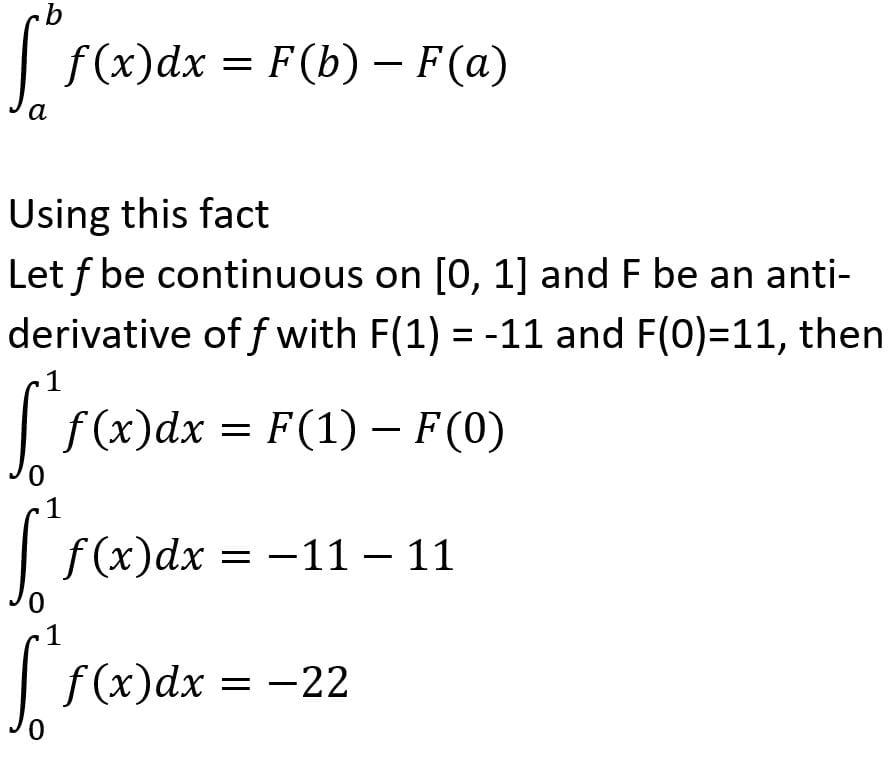 ∫_a^b f(x)dx = F(b) − F(a)
Using this fact
Let f be continuous on [0, 1] and F be an anti-
derivative of f with F(1) = -11 and F(0)=11, then
∫_0^1 f(x)dx = F(1) − F(0)
∫_0^1 f(x)dx = −11 − 11
∫_0^1 f(x)dx = −22